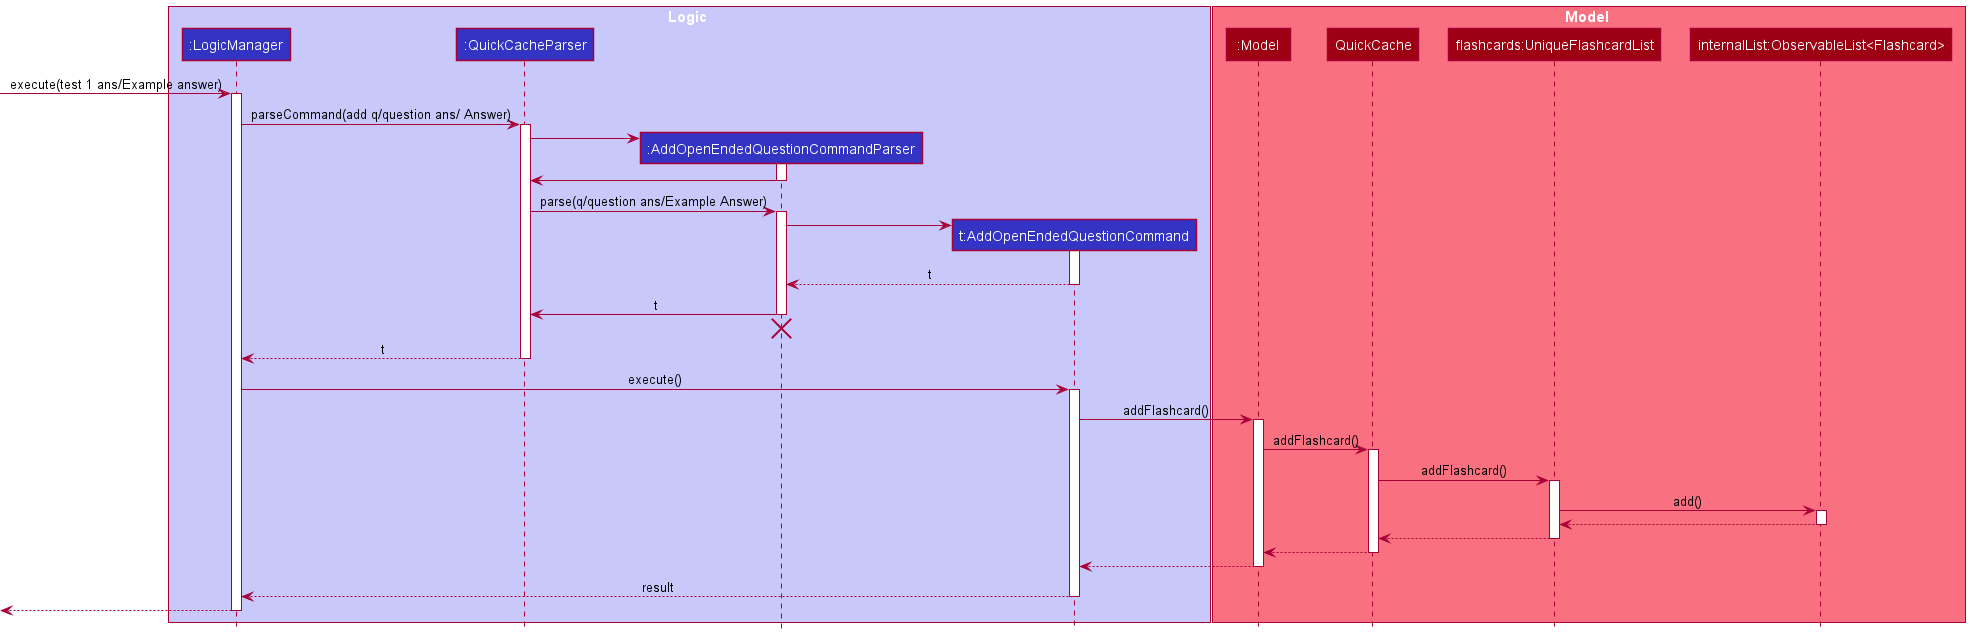 Logic
Model
:LogicManager
:QuickCacheParser
:Model
QuickCache
flashcards:UniqueFlashcardList
internalList:ObservableList<Flashcard>
execute(test 1 ans/Example answer)
parseCommand(add q/question ans/ Answer)
:AddOpenEndedQuestionCommandParser
parse(q/question ans/Example Answer)
t:AddOpenEndedQuestionCommand
t
t
t
execute()
addFlashcard()
addFlashcard()
addFlashcard()
add()
result